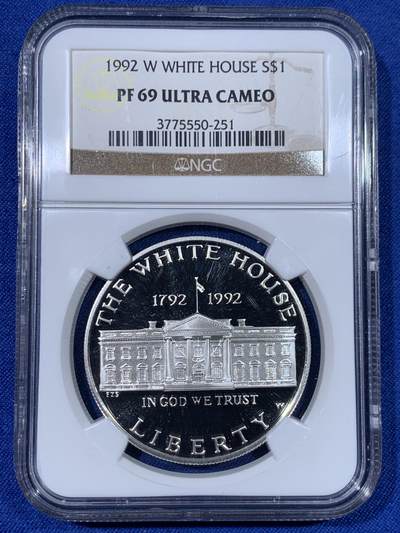 1992 W WHITE HOUSE S$1
PF 69 ULTRA CAMEO
3775550-251
NGC
THE WHITE HOUSE
1792 1992
EZS
W
IN GOD WE TRUST
LIBERTY